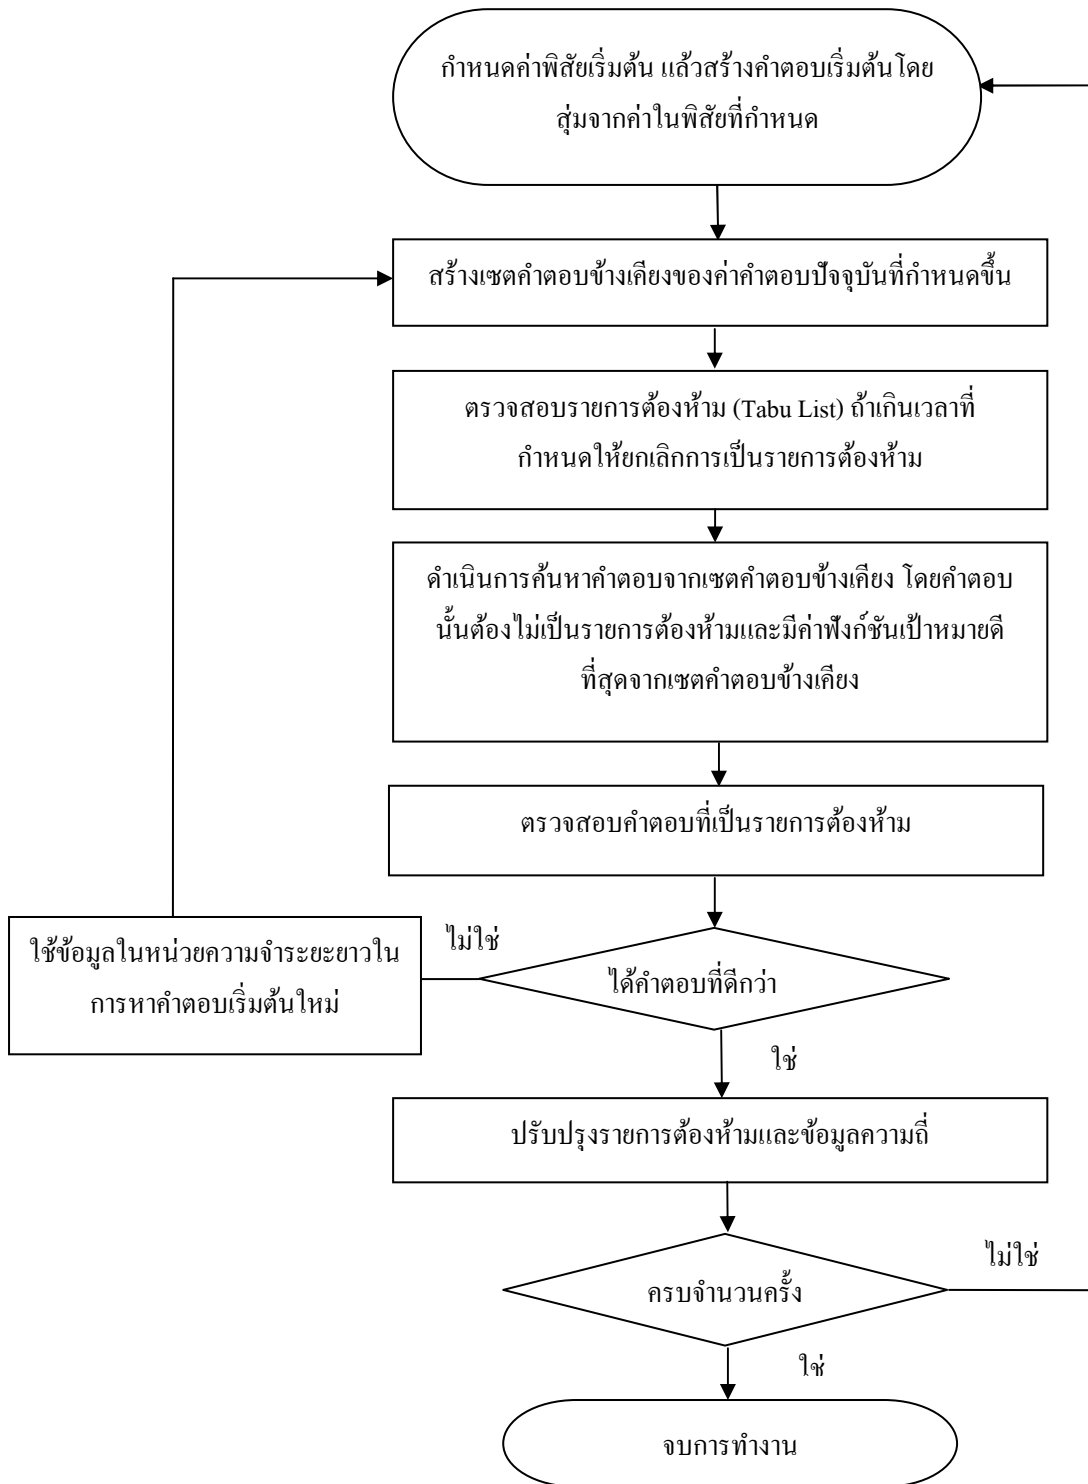 กำหนดค่าพิสัยเริ่มต้น แล้วสร้างคำตอบเริ่มต้นโดย
สุ่มจากค่าในพิสัยที่กำหนด
สร้างเซตคำตอบข้างเคียงของค่าคำตอบปัจจุบันที่กำหนดขึ้น
ตรวจสอบรายการต้องห้าม (Tabu List) ถ้าเกินเวลาที่
กำหนดให้ยกเลิกการเป็นรายการต้องห้าม
ดำเนินการค้นหาคำตอบจากเซตคำตอบข้างเคียง โดยคำตอบ
นั้นต้องไม่เป็นรายการต้องห้ามและมีค่าฟังก์ชันเป้าหมายดี
ที่สุดจากเซตคำตอบข้างเคียง
ตรวจสอบคำตอบที่เป็นรายการต้องห้าม
ใช้ข้อมูลในหน่วยความจำระยะยาวใน
การหาคำตอบเริ่มต้นใหม่
ไม่ใช่
ได้คำตอบที่ดีกว่า
ใช่
ปรับปรุงรายการต้องห้ามและข้อมูลความถี่
ครบจำนวนครั้ง
ไม่ใช่
ใช่
จบการทำงาน